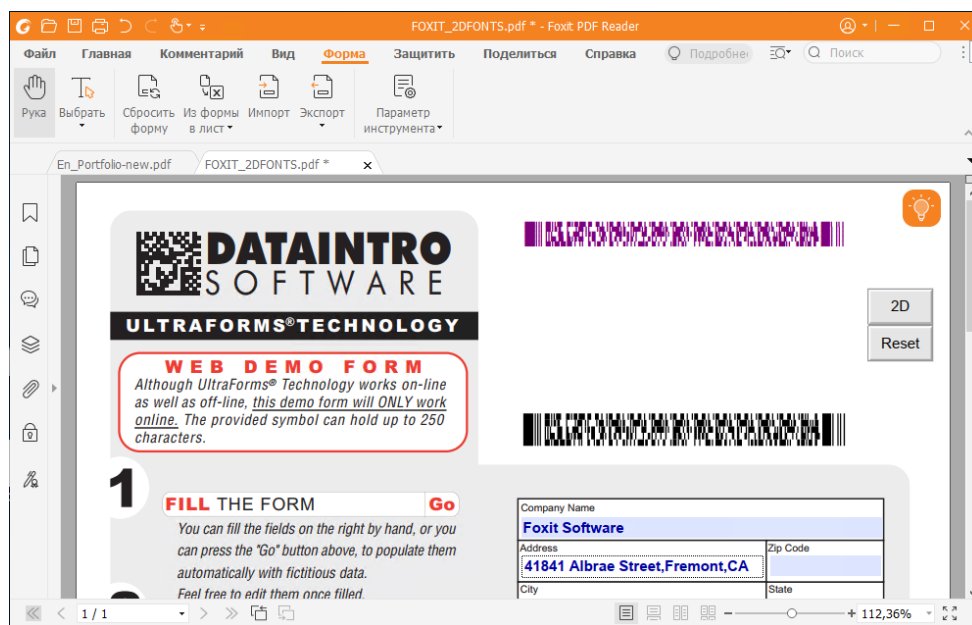 FOXIT_2DFONTS.pdf * - Foxit PDF Reader
Файл Главная Комментарий Вид Форма Защитить Поделиться Справка Подробнее Поиск
Рука Выбрать Сбросить форму Из формы в лист Импорт Экспорт Параметр инструмента
En_Portfolio-new.pdf FOXIT_2DFONTS.pdf *
DATAINTRO
SOFTWARE
ULTRAFORMS®TECHNOLOGY
2D
Reset
WEB DEMO FORM
Although UltraForms® Technology works on-line
as well as off-line, this demo form will ONLY work
online. The provided symbol can hold up to 250
characters.
1
FILL THE FORM Go
You can fill the fields on the right by hand, or you
can press the "Go" button above, to populate them
automatically with fictitious data.
Feel free to edit them once filled.
Company Name
Foxit Software
Address Zip Code
41841 Albrae Street,Fremont,CA
City State
1 / 1 112,36%